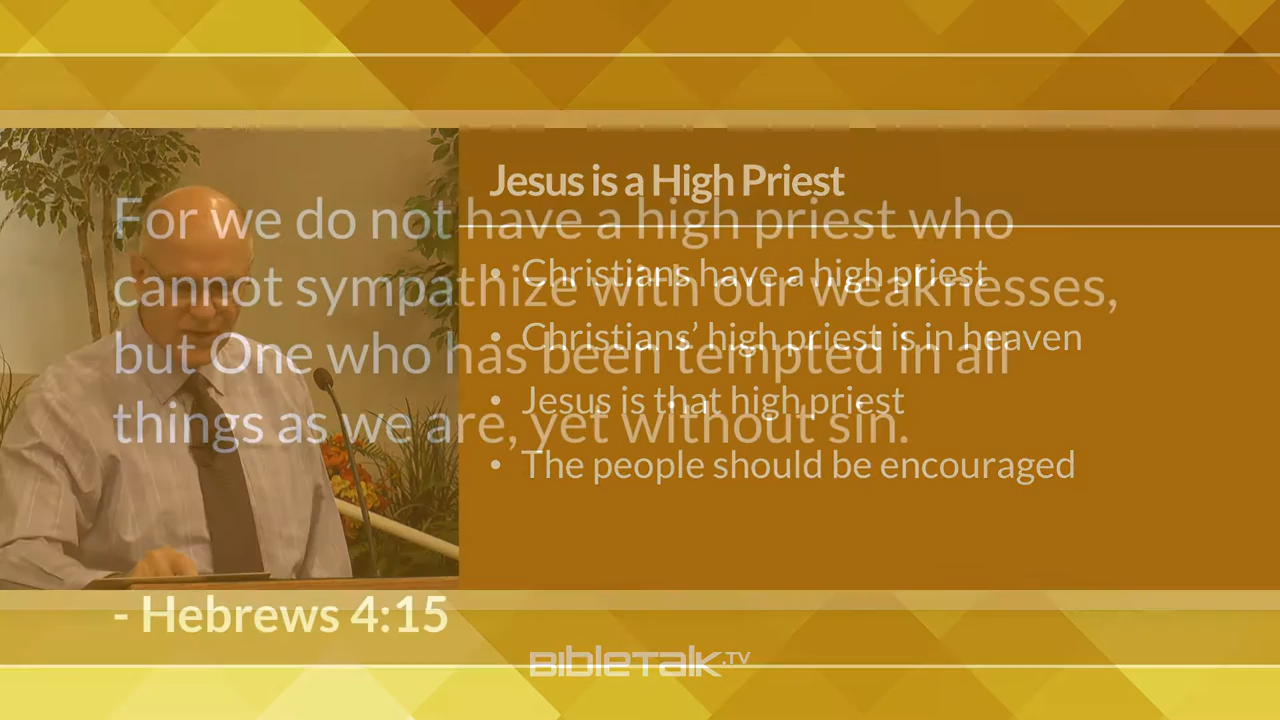 Jesus is a High Priest
• Christians have a high priest
• Christians’ high priest is in heaven
• Jesus is that high priest
• The people should be encouraged
For we do not have a high priest who
cannot sympathize with our weaknesses,
but One who has been tempted in all
things as we are, yet without sin.
- Hebrews 4:15
BibleTalk.TV